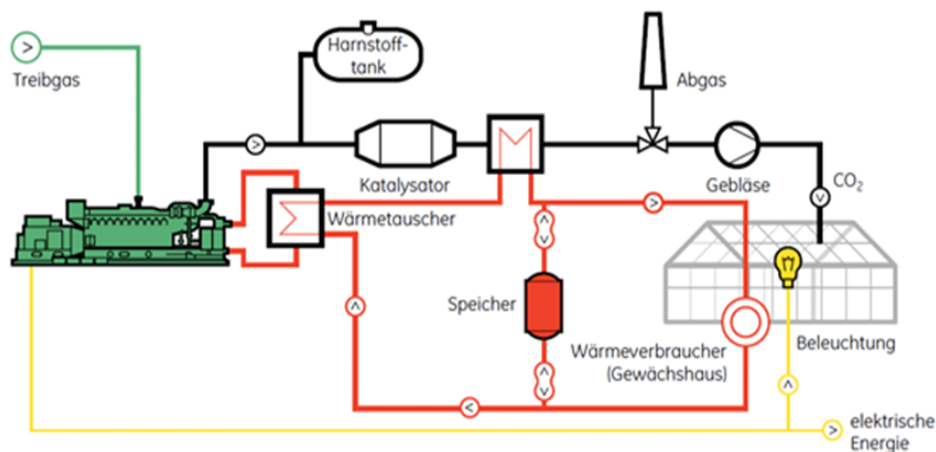 Harnstoff-
tank
Treibgas
Abgas
Katalysator
Gebläse
CO₂
Wärmetauscher
Speicher
Wärmeverbraucher
(Gewächshaus)
Beleuchtung
elektrische
Energie